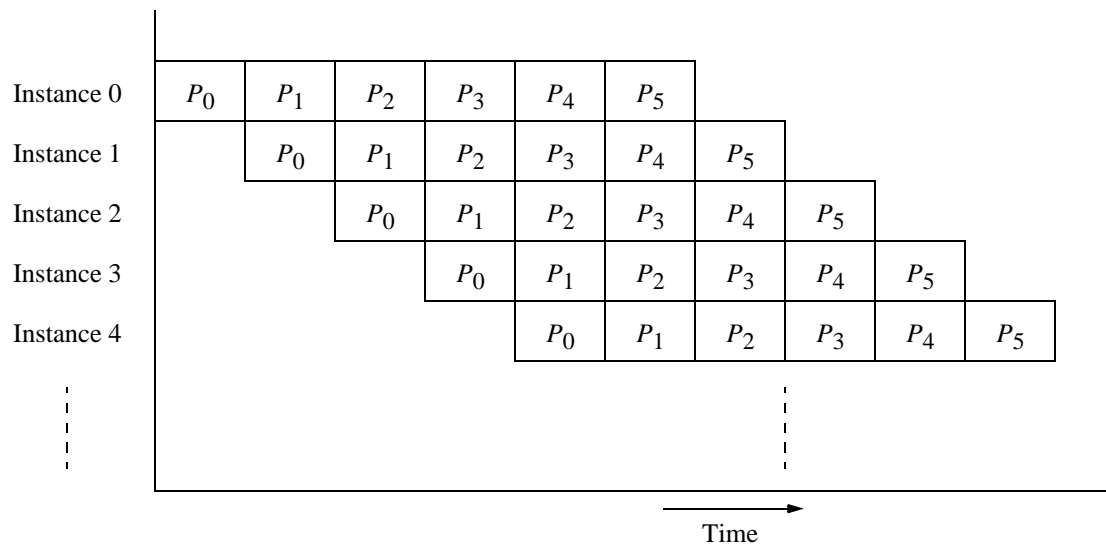 Instance 0 P0 P1 P2 P3 P4 P5
Instance 1 P0 P1 P2 P3 P4 P5
Instance 2 P0 P1 P2 P3 P4 P5
Instance 3 P0 P1 P2 P3 P4 P5
Instance 4 P0 P1 P2 P3 P4 P5
Time